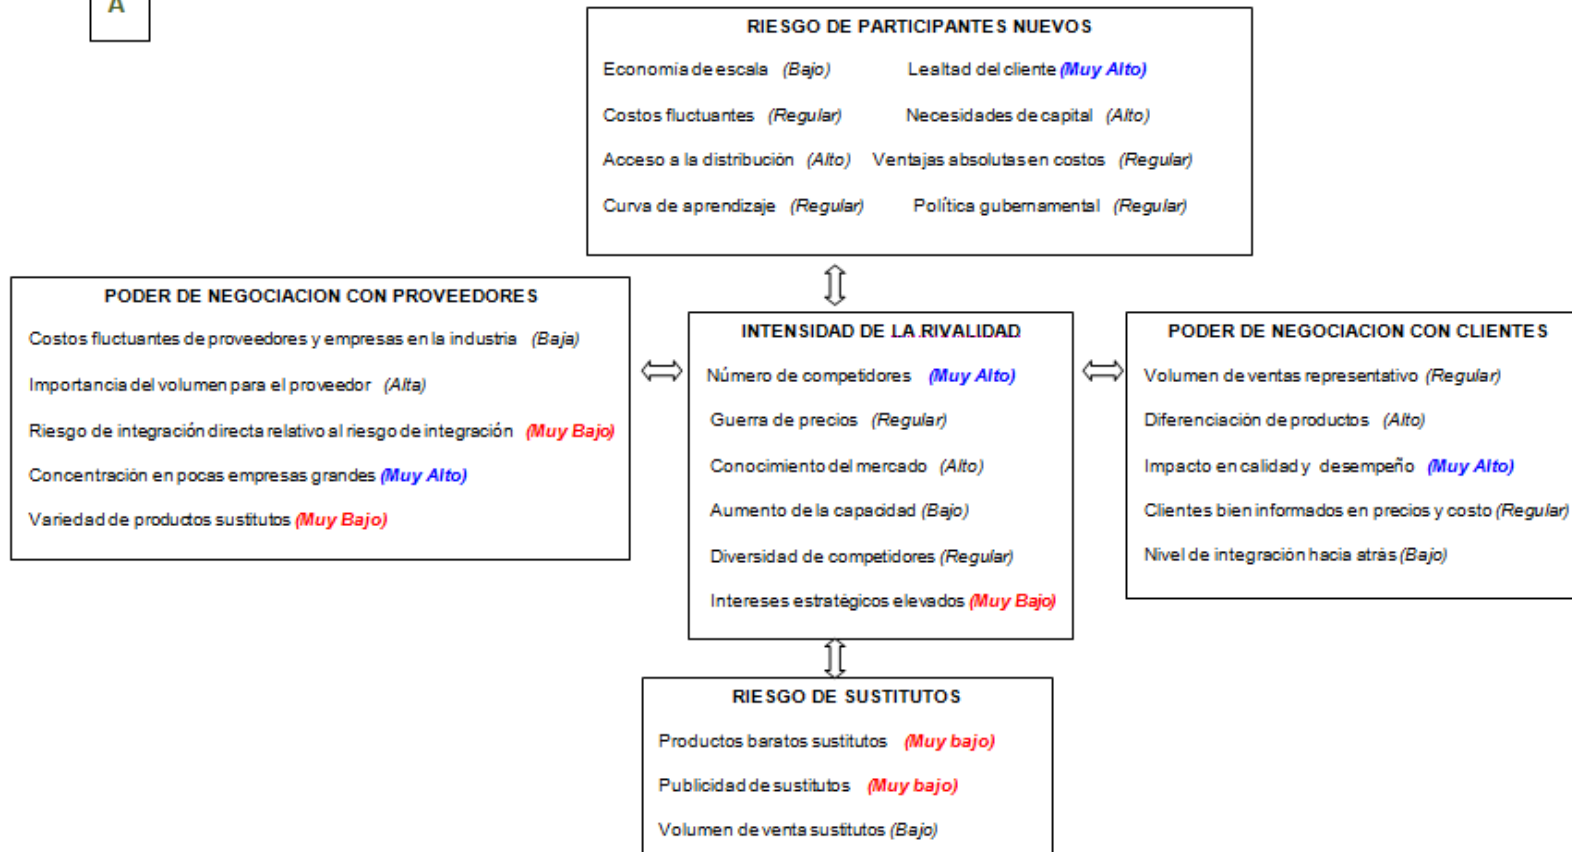 A
RIESGO DE PARTICIPANTES NUEVOS
Economía de escala (Bajo) Lealtad del cliente (Muy Alto)
Costos fluctuantes (Regular) Necesidades de capital (Alto)
Acceso a la distribución (Alto) Ventajas absolutas en costos (Regular)
Curva de aprendizaje (Regular) Política gubernamental (Regular)
PODER DE NEGOCIACION CON PROVEEDORES
Costos fluctuantes de proveedores y empresas en la industria (Baja)
Importancia del volumen para el proveedor (Alta)
Riesgo de integración directa relativo al riesgo de integración (Muy Bajo)
Concentración en pocas empresas grandes (Muy Alto)
Variedad de productos sustitutos (Muy Bajo)
INTENSIDAD DE LA RIVALIDAD
Número de competidores (Muy Alto)
Guerra de precios (Regular)
Conocimiento del mercado (Alto)
Aumento de la capacidad (Bajo)
Diversidad de competidores (Regular)
Intereses estratégicos elevados (Muy Bajo)
PODER DE NEGOCIACION CON CLIENTES
Volumen de ventas representativo (Regular)
Diferenciación de productos (Alto)
Impacto en calidad y desempeño (Muy Alto)
Clientes bien informados en precios y costo (Regular)
Nivel de integración hacia atrás (Bajo)
RIESGO DE SUSTITUTOS
Productos baratos sustitutos (Muy bajo)
Publicidad de sustitutos (Muy bajo)
Volumen de venta sustitutos (Bajo)